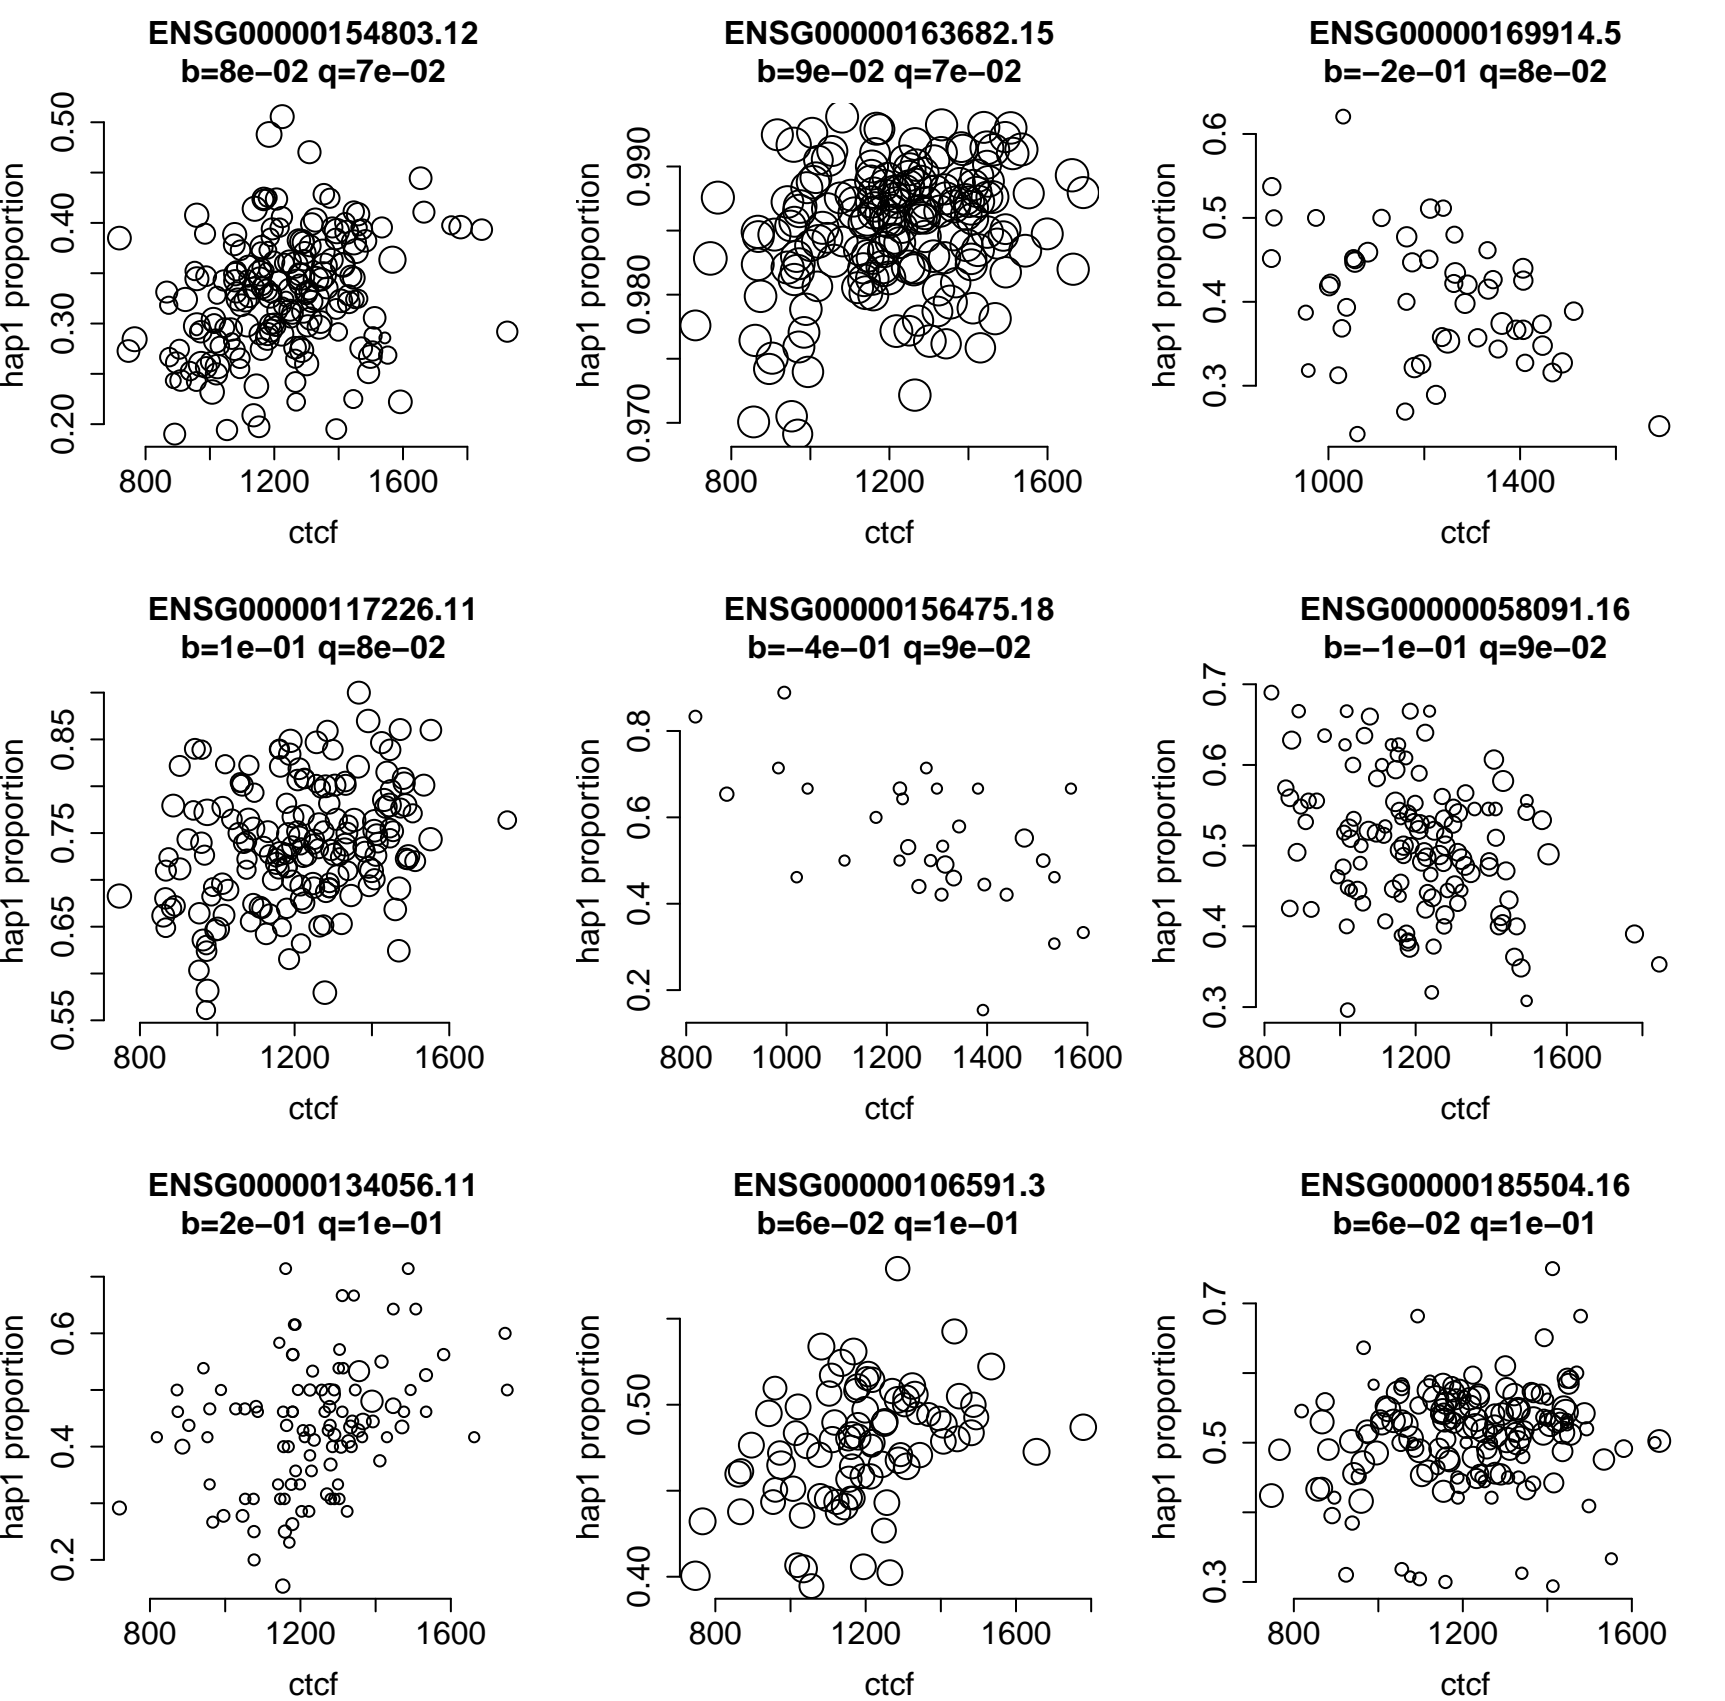 ENSG00000154803.12
b=8e−02 q=7e−02
hap1 proportion
0.20 0.30 0.40 0.50
800 1200 1600
ctcf
ENSG00000163682.15
b=9e−02 q=7e−02
hap1 proportion
0.970 0.980 0.990
800 1200 1600
ctcf
ENSG00000169914.5
b=−2e−01 q=8e−02
hap1 proportion
0.3 0.4 0.5 0.6
1000 1400
ctcf
ENSG00000117226.11
b=1e−01 q=8e−02
hap1 proportion
0.55 0.65 0.75 0.85
800 1200 1600
ctcf
ENSG00000156475.18
b=−4e−01 q=9e−02
hap1 proportion
0.2 0.4 0.6 0.8
800 1000 1200 1400 1600
ctcf
ENSG00000058091.16
b=−1e−01 q=9e−02
hap1 proportion
0.3 0.4 0.5 0.6 0.7
800 1200 1600
ctcf
ENSG00000134056.11
b=2e−01 q=1e−01
hap1 proportion
0.2 0.4 0.6
800 1200 1600
ctcf
ENSG00000106591.3
b=6e−02 q=1e−01
hap1 proportion
0.40 0.50
800 1200 1600
ctcf
ENSG00000185504.16
b=6e−02 q=1e−01
hap1 proportion
0.3 0.5 0.7
800 1200 1600
ctcf